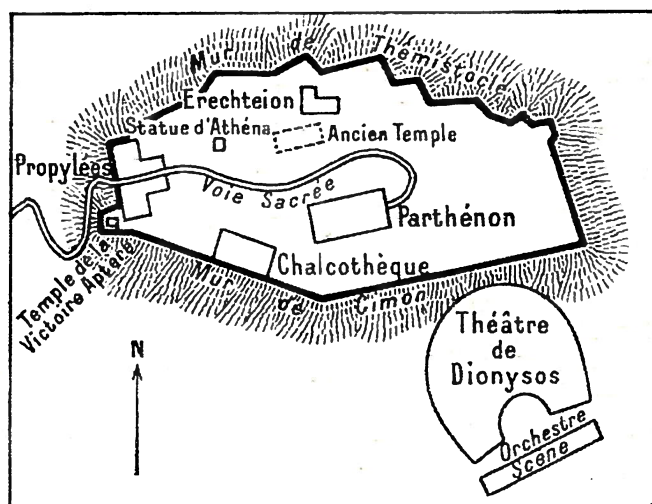 Mur de Thémistocle
Erechteion
Statue d'Athéna
Ancien Temple
Propylées
Voie Sacrée
Parthénon
Chalcothèque
Temple de la
Victoire Aptère
Mur de Cimon
N
Théâtre
de
Dionysos
Orchestre
Scène